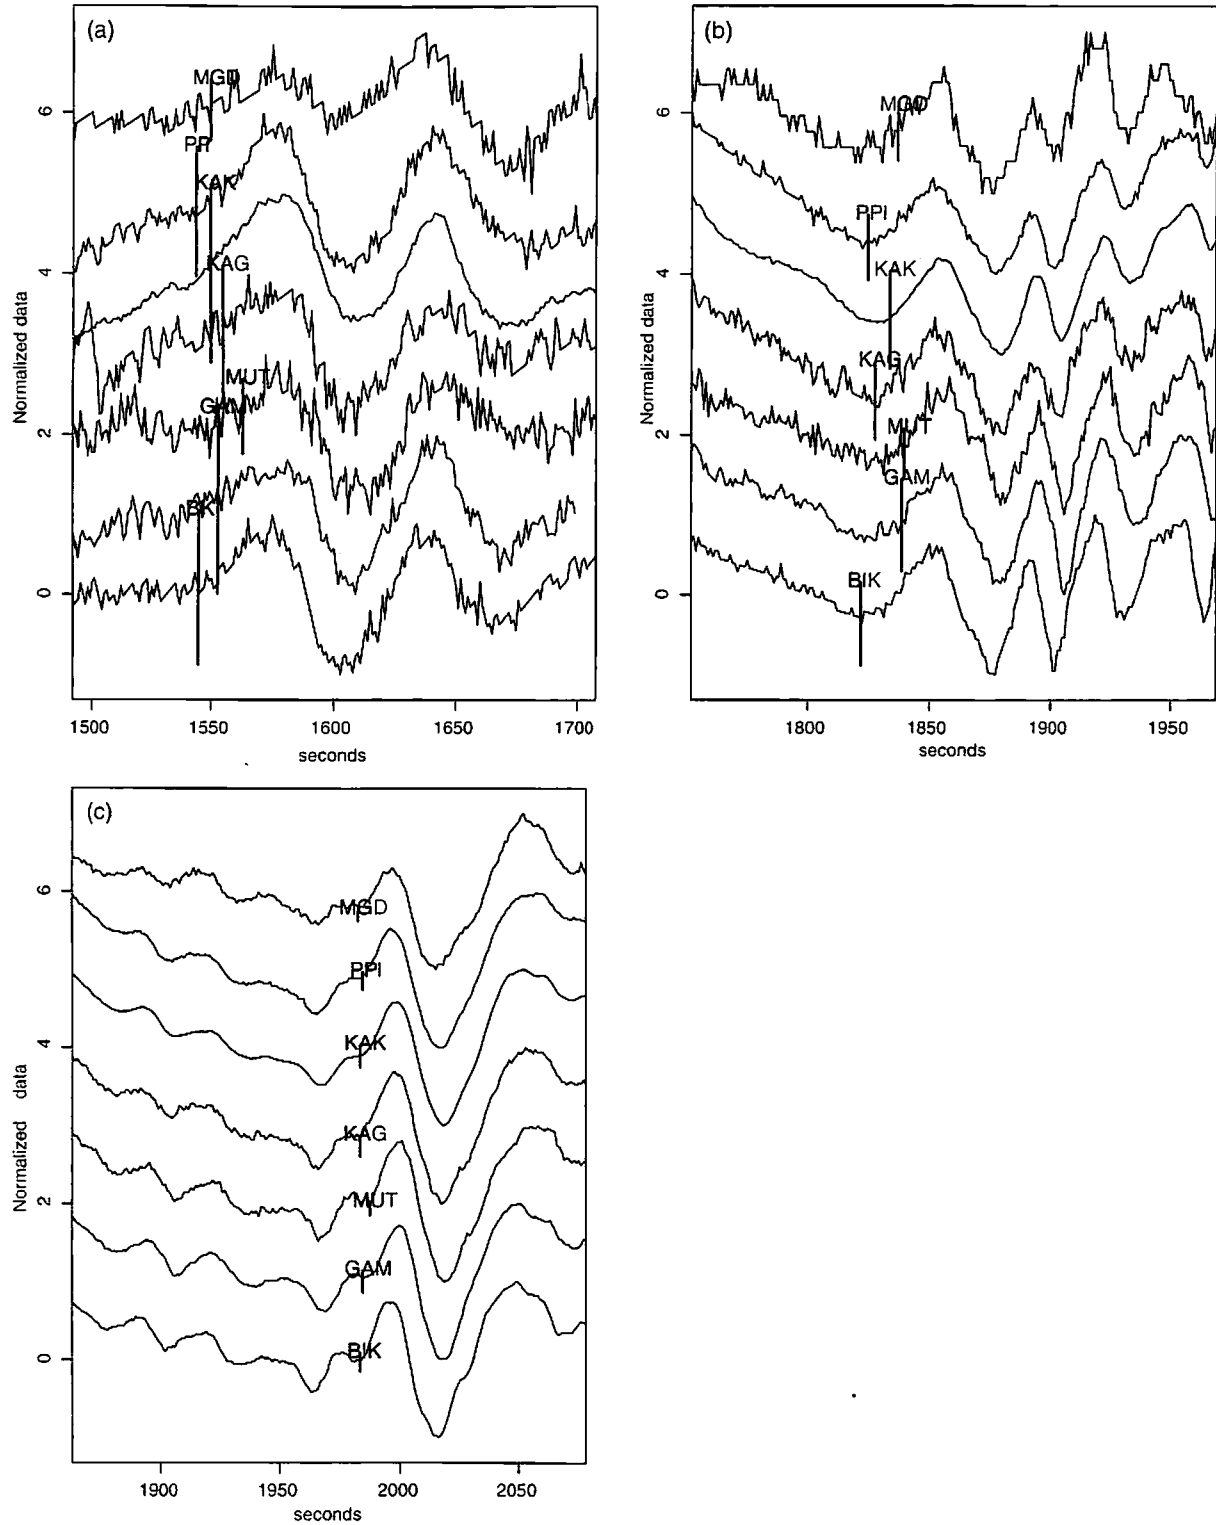 (a)
Normalized data
6
4
2
0
MGD
PPI
KAK
KAG
MUT
GAM
BIK
1500 1550 1600 1650 1700
seconds
(b)
Normalized data
6
4
2
0
MGD
PPI
KAK
KAG
MUT
GAM
BIK
1800 1850 1900 1950
seconds
(c)
Normalized data
6
4
2
0
MGD
PPI
KAK
KAG
MUT
GAM
BIK
1900 1950 2000 2050
seconds